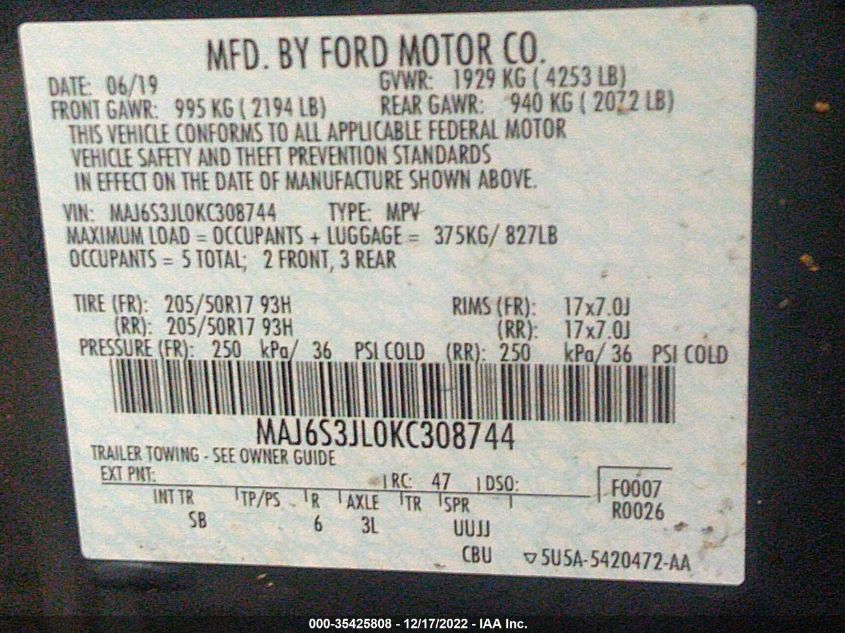 MFD. BY FORD MOTOR CO.
DATE: 06/19 GVWR: 1929 KG ( 4253 LB)
FRONT GAWR: 995 KG ( 2194 LB) REAR GAWR: 940 KG ( 2072 LB)
THIS VEHICLE CONFORMS TO ALL APPLICABLE FEDERAL MOTOR
VEHICLE SAFETY AND THEFT PREVENTION STANDARDS
IN EFFECT ON THE DATE OF MANUFACTURE SHOWN ABOVE.
VIN: MAJ6S3JL0KC308744 TYPE: MPV
MAXIMUM LOAD = OCCUPANTS + LUGGAGE = 375KG/ 827LB
OCCUPANTS = 5 TOTAL; 2 FRONT, 3 REAR
TIRE (FR): 205/50R17 93H RIMS (FR): 17x7.0J
(RR): 205/50R17 93H (RR): 17x7.0J
PRESSURE (FR): 250 kPa/ 36 PSI COLD (RR): 250 kPa/ 36 PSI COLD
MAJ6S3JL0KC308744
TRAILER TOWING - SEE OWNER GUIDE
EXT PNT: RC: 47 DSO: F0007
INT TR TP/PS R AXLE TR SPR R0026
SB 6 3L UUJJ
CBU 5U5A-5420472-AA
000-35425808 - 12/17/2022 - IAA Inc.